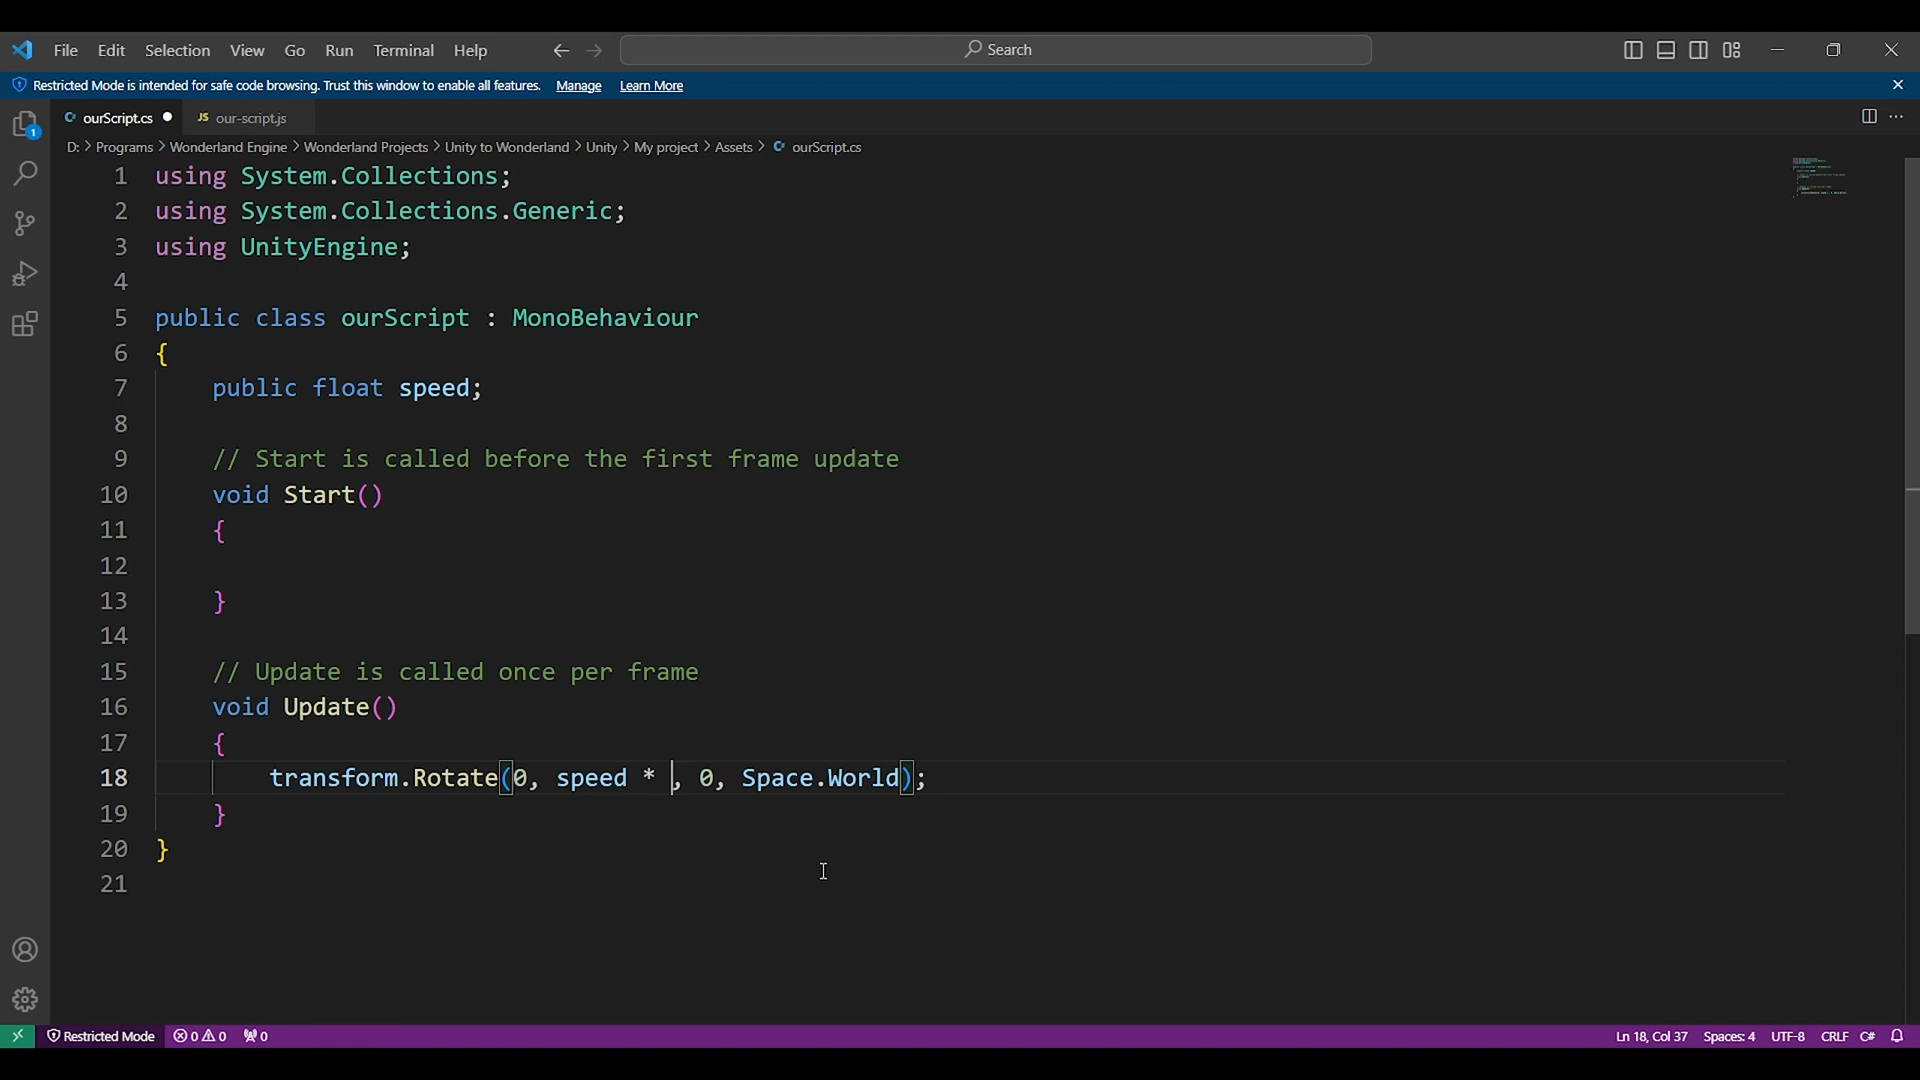 File Edit Selection View Go Run Terminal Help Search
Restricted Mode is intended for safe code browsing. Trust this window to enable all features. Manage Learn More
ourScript.cs JS our-script.js
D: > Programs > Wonderland Engine > Wonderland Projects > Unity to Wonderland > Unity > My project > Assets > ourScript.cs
1 using System.Collections;
2 using System.Collections.Generic;
3 using UnityEngine;
4
5 public class ourScript : MonoBehaviour
6 {
7 public float speed;
8
9 // Start is called before the first frame update
10 void Start()
11 {
12
13 }
14
15 // Update is called once per frame
16 void Update()
17 {
18 transform.Rotate(0, speed * , 0, Space.World);
19 }
20 }
21
1
Restricted Mode 0 0 0 Ln 18, Col 37 Spaces: 4 UTF-8 CRLF C#